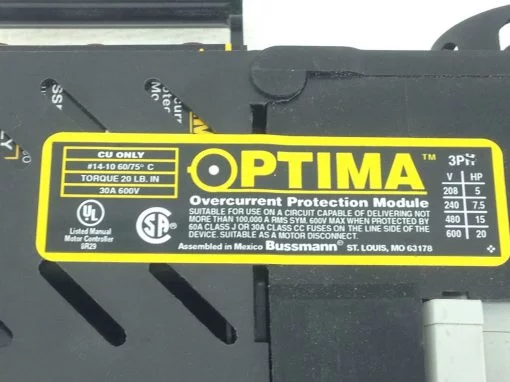 CU ONLY
#14-10 60/75° C
TORQUE 20 LB. IN
30A 600V
UL
Listed Manual
Motor Controller
9R29
SA
OPTIMA™
Overcurrent Protection Module
SUITABLE FOR USE ON A CIRCUIT CAPABLE OF DELIVERING NOT
MORE THAN 100,000 A RMS SYM. 600V MAX WHEN PROTECTED BY
60A CLASS J OR 30A CLASS CC FUSES ON THE LINE SIDE OF THE
DEVICE. SUITABLE AS A MOTOR DISCONNECT.
Assembled in Mexico Bussmann® ST. LOUIS, MO 63178
3PH
V HP
208 5
240 7.5
480 15
600 20